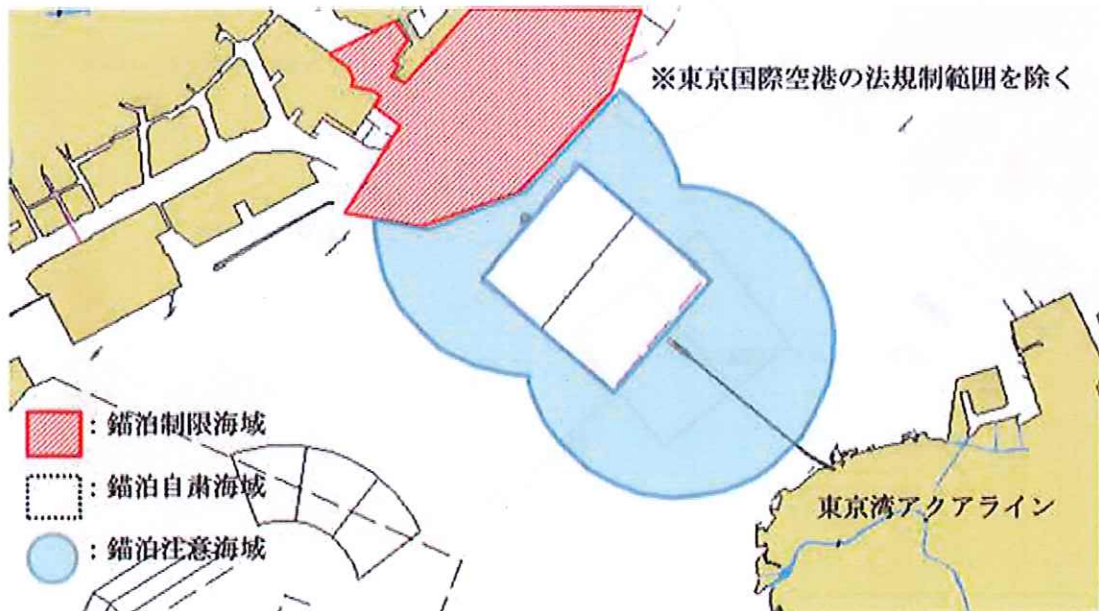 ※東京国際空港の法規制範囲を除く
：錨泊制限海域
：錨泊自粛海域
：錨泊注意海域
東京湾アクアライン